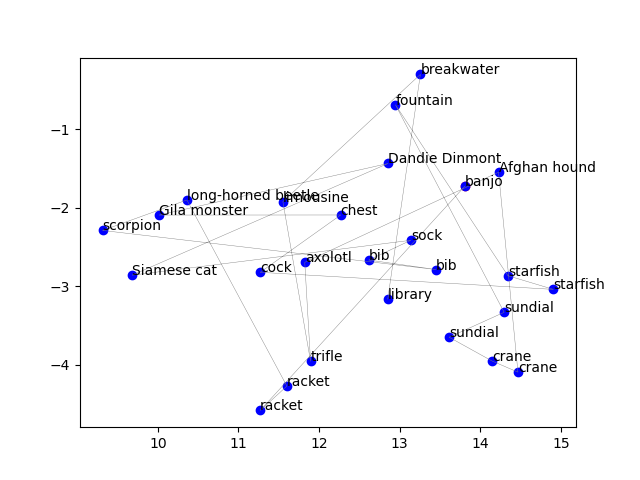 breakwater
fountain
−1
Dandie Dinmont
Afghan hound
banjo
long-horned beetle
limousine
−2
Gila monster
chest
scorpion
sock
axolotl
bib
bib
Siamese cat
cock
starfish
−3
starfish
library
sundial
sundial
trifle
crane
−4
crane
racket
racket
10 11 12 13 14 15